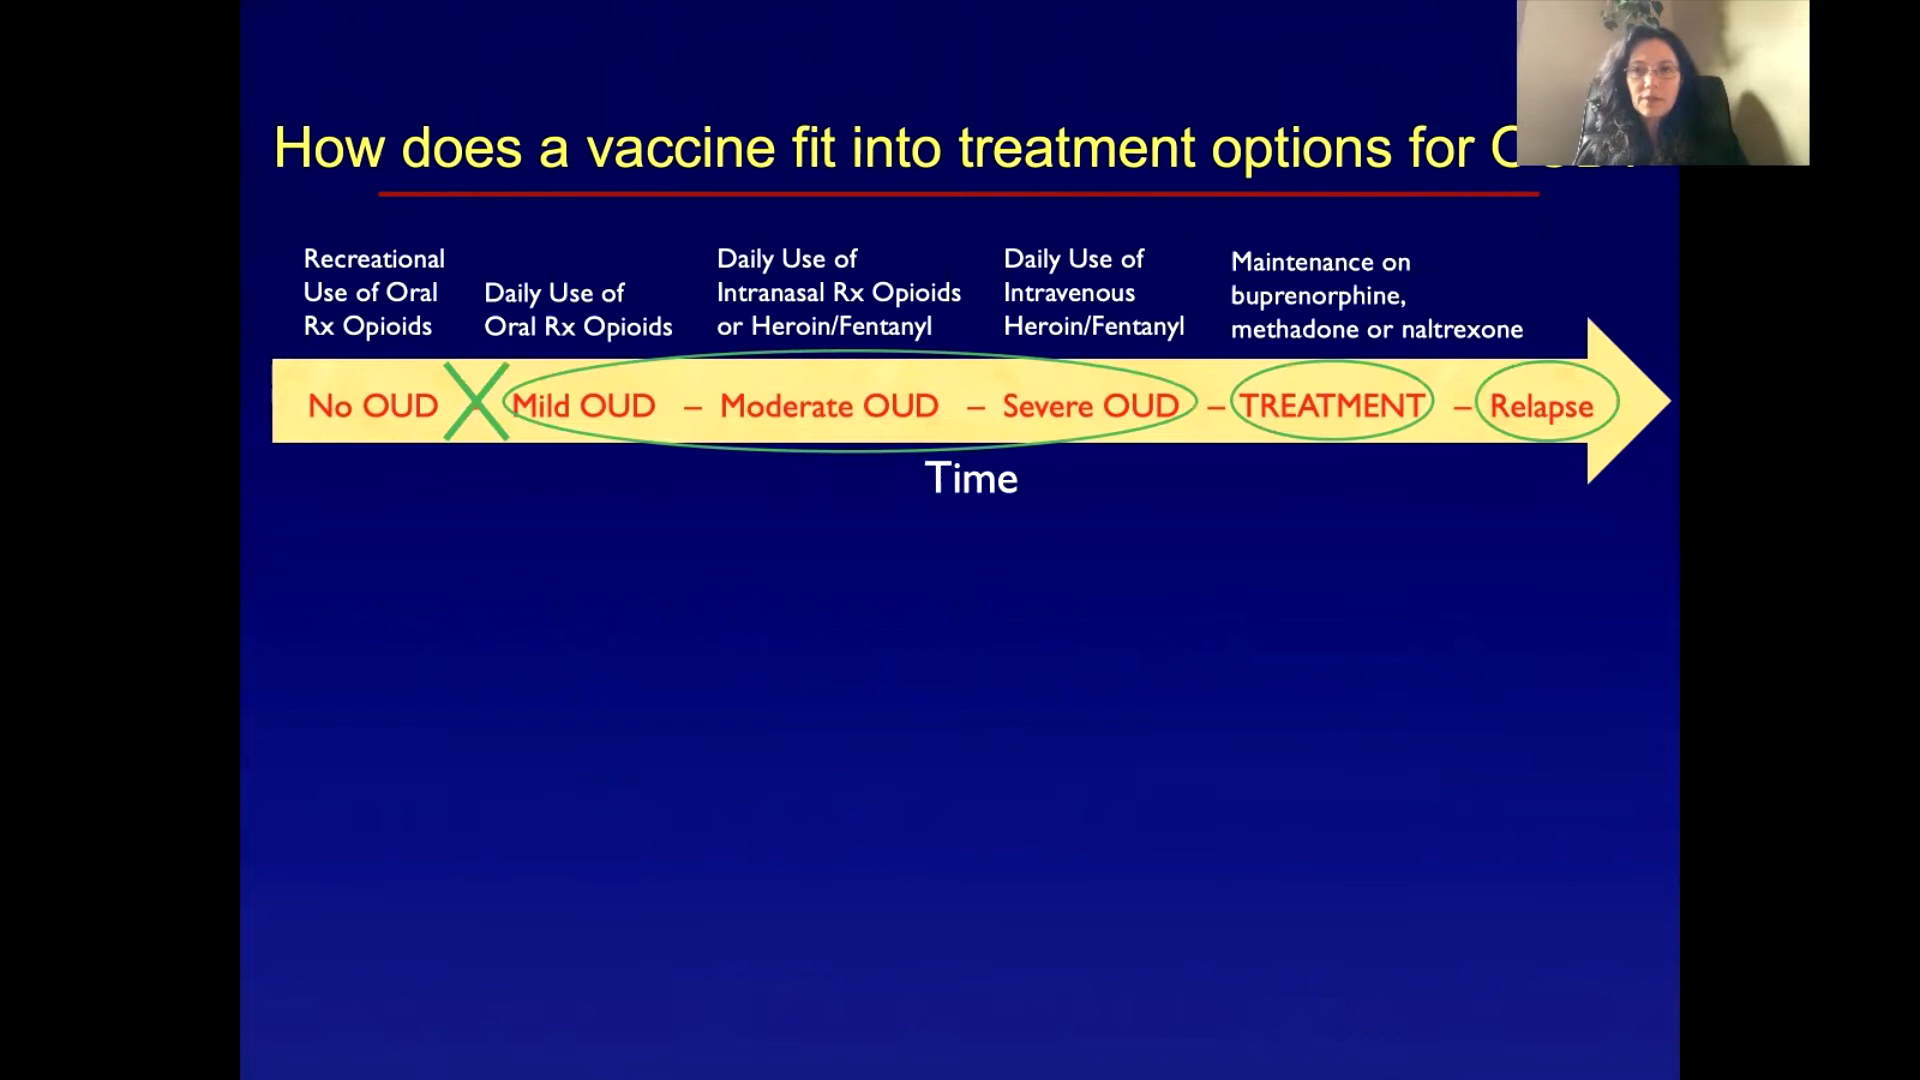 How does a vaccine fit into treatment options for
Recreational
Use of Oral
Rx Opioids
Daily Use of
Oral Rx Opioids
Daily Use of
Intranasal Rx Opioids
or Heroin/Fentanyl
Daily Use of
Intravenous
Heroin/Fentanyl
Maintenance on
buprenorphine,
methadone or naltrexone
No OUD Mild OUD – Moderate OUD – Severe OUD – TREATMENT – Relapse
Time